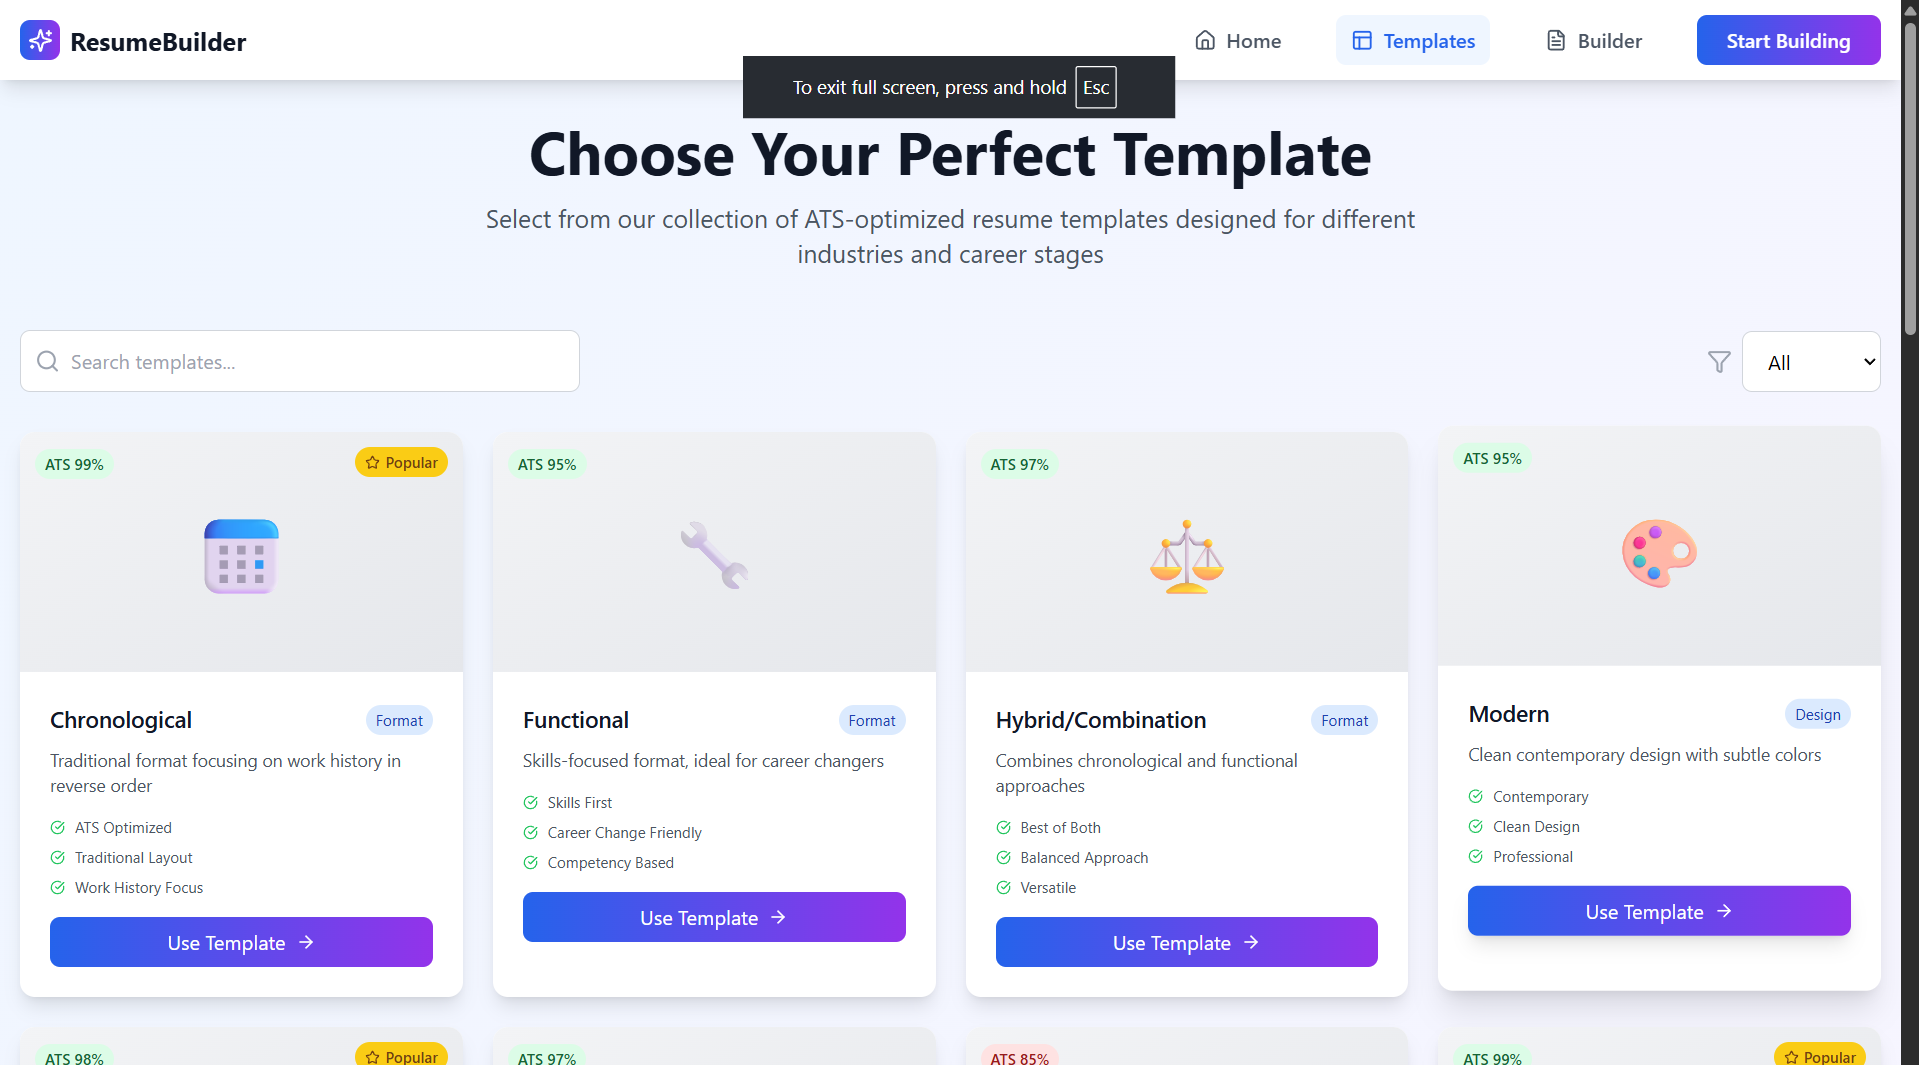 ResumeBuilder
Home
Templates
Builder
Start Building
To exit full screen, press and hold Esc
Choose Your Perfect Template
Select from our collection of ATS-optimized resume templates designed for different
industries and career stages
Search templates...
All
ATS 99%
Popular
Chronological
Format
Traditional format focusing on work history in
reverse order
ATS Optimized
Traditional Layout
Work History Focus
Use Template
ATS 95%
Functional
Format
Skills-focused format, ideal for career changers
Skills First
Career Change Friendly
Competency Based
Use Template
ATS 97%
Hybrid/Combination
Format
Combines chronological and functional
approaches
Best of Both
Balanced Approach
Versatile
Use Template
ATS 95%
Modern
Design
Clean contemporary design with subtle colors
Contemporary
Clean Design
Professional
Use Template
ATS 98%
Popular
ATS 97%
ATS 85%
ATS 99%
Popular